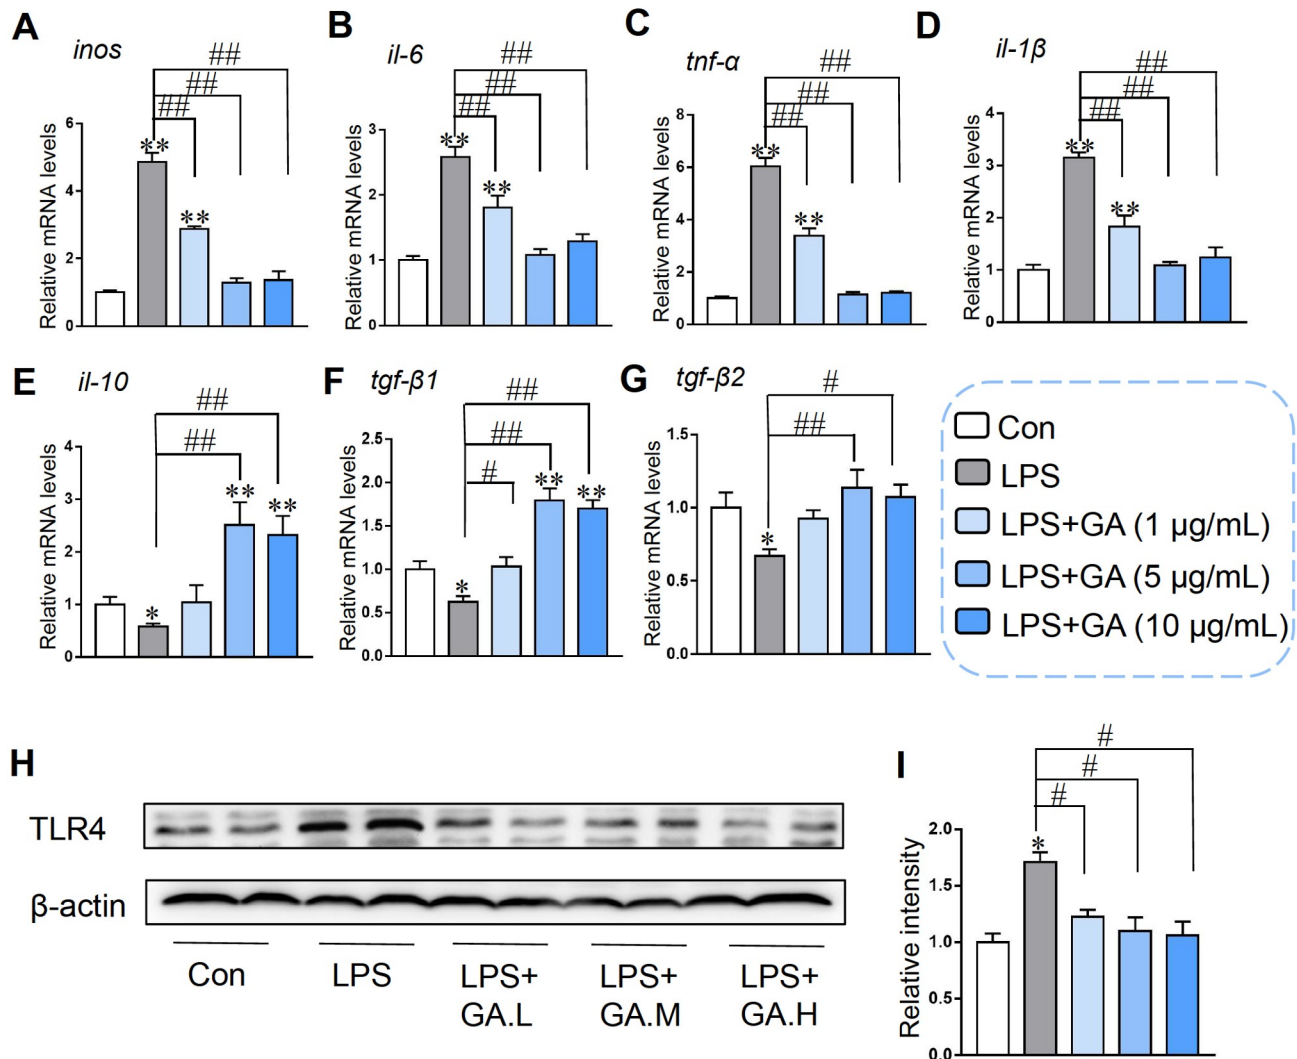 A
inos
##
##
##
**
**
Relative mRNA levels
6
4
2
0
B
il-6
##
##
##
**
**
Relative mRNA levels
3
2
1
0
C
tnf-α
##
##
##
**
**
Relative mRNA levels
8
6
4
2
0
D
il-1β
##
##
##
**
**
Relative mRNA levels
4
3
2
1
0
E
il-10
##
##
**
**
*
Relative mRNA levels
4
3
2
1
0
F
tgf-β1
##
##
#
**
**
*
Relative mRNA levels
2.5
2.0
1.5
1.0
0.5
0.0
G
tgf-β2
#
##
*
Relative mRNA levels
1.5
1.0
0.5
0.0
Con
LPS
LPS+GA (1 μg/mL)
LPS+GA (5 μg/mL)
LPS+GA (10 μg/mL)
H
TLR4
β-actin
Con
LPS
LPS+
GA.L
LPS+
GA.M
LPS+
GA.H
I
#
#
#
*
Relative intensity
2.0
1.5
1.0
0.5
0.0